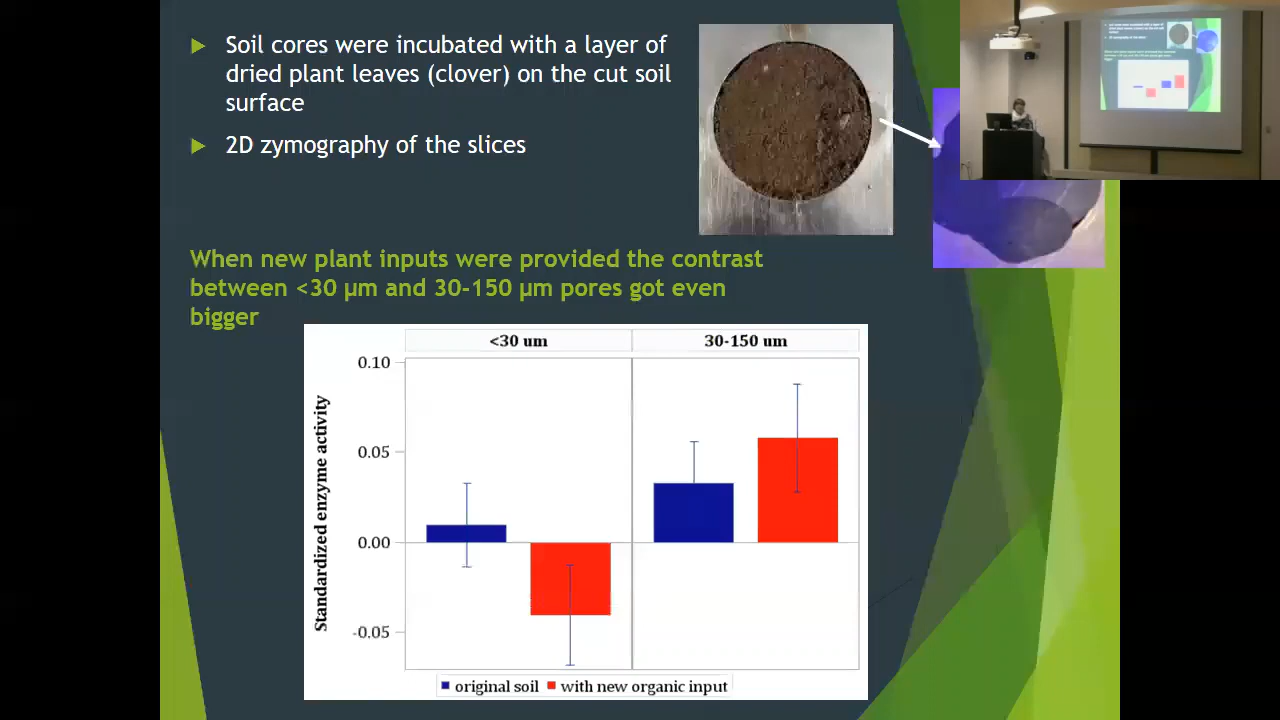 Soil cores were incubated with a layer of
dried plant leaves (clover) on the cut soil
surface
2D zymography of the slices
When new plant inputs were provided the contrast
between <30 µm and 30-150 µm pores got even
bigger
<30 um
30-150 um
0.10
0.05
0.00
-0.05
Standardized enzyme activity
original soil
with new organic input